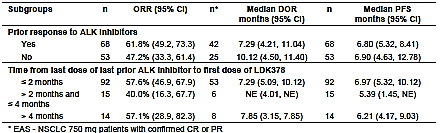 Subgroups n ORR (95% CI) n* Median DOR months (95% CI) n Median PFS months (95% CI)
Prior response to ALK inhibitors
Yes 68 61.8% (49.2, 73.3) 42 7.29 (4.21, 11.04) 68 6.80 (5.32, 8.41)
No 53 47.2% (33.3, 61.4) 25 10.12 (4.50, 11.40) 53 6.90 (4.63, 12.78)
Time from last dose of last prior ALK inhibitor to first dose of LDK378
≤ 2 months 92 57.6% (46.9, 67.9) 53 7.29 (5.09, 10.12) 92 6.97 (5.32, 10.12)
> 2 months and ≤ 4 months 15 40.0% (16.3, 67.7) 6 NE (4.01, NE) 15 5.39 (1.45, NE)
> 4 months 14 57.1% (28.9, 82.3) 8 7.85 (3.15, 7.85) 14 6.21 (4.17, 9.03)
* EAS - NSCLC 750 mg patients with confirmed CR or PR